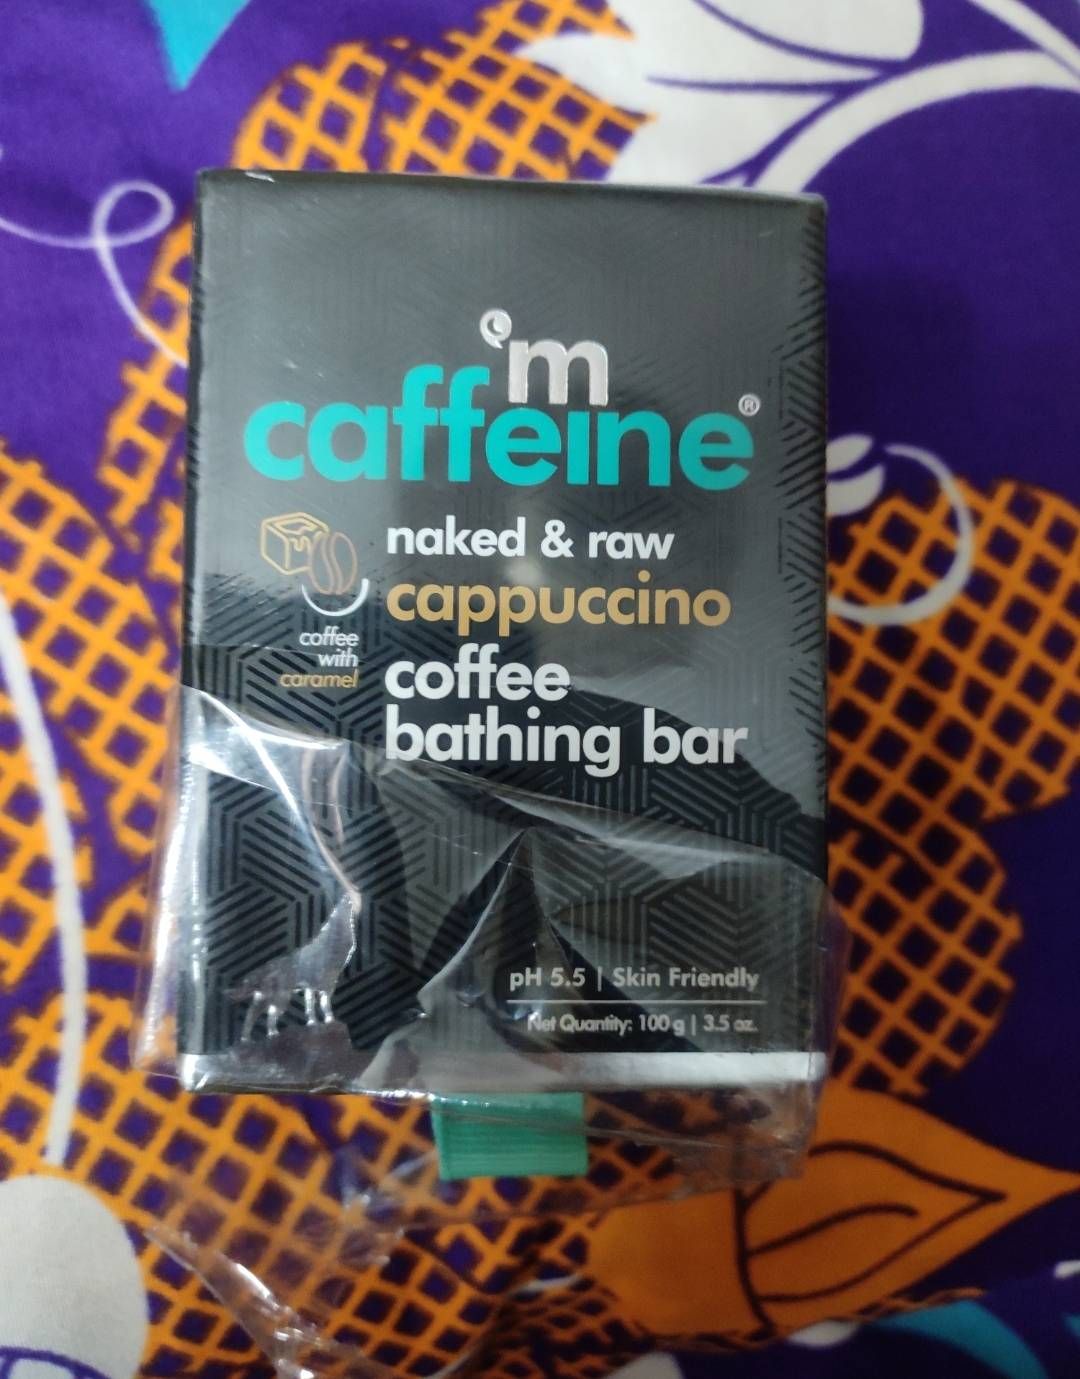 'm
caffeine®
naked & raw
cappuccino
coffee
with
caramel
coffee
bathing bar
pH 5.5 | Skin Friendly
Net Quantity: 100 g | 3.5 oz.